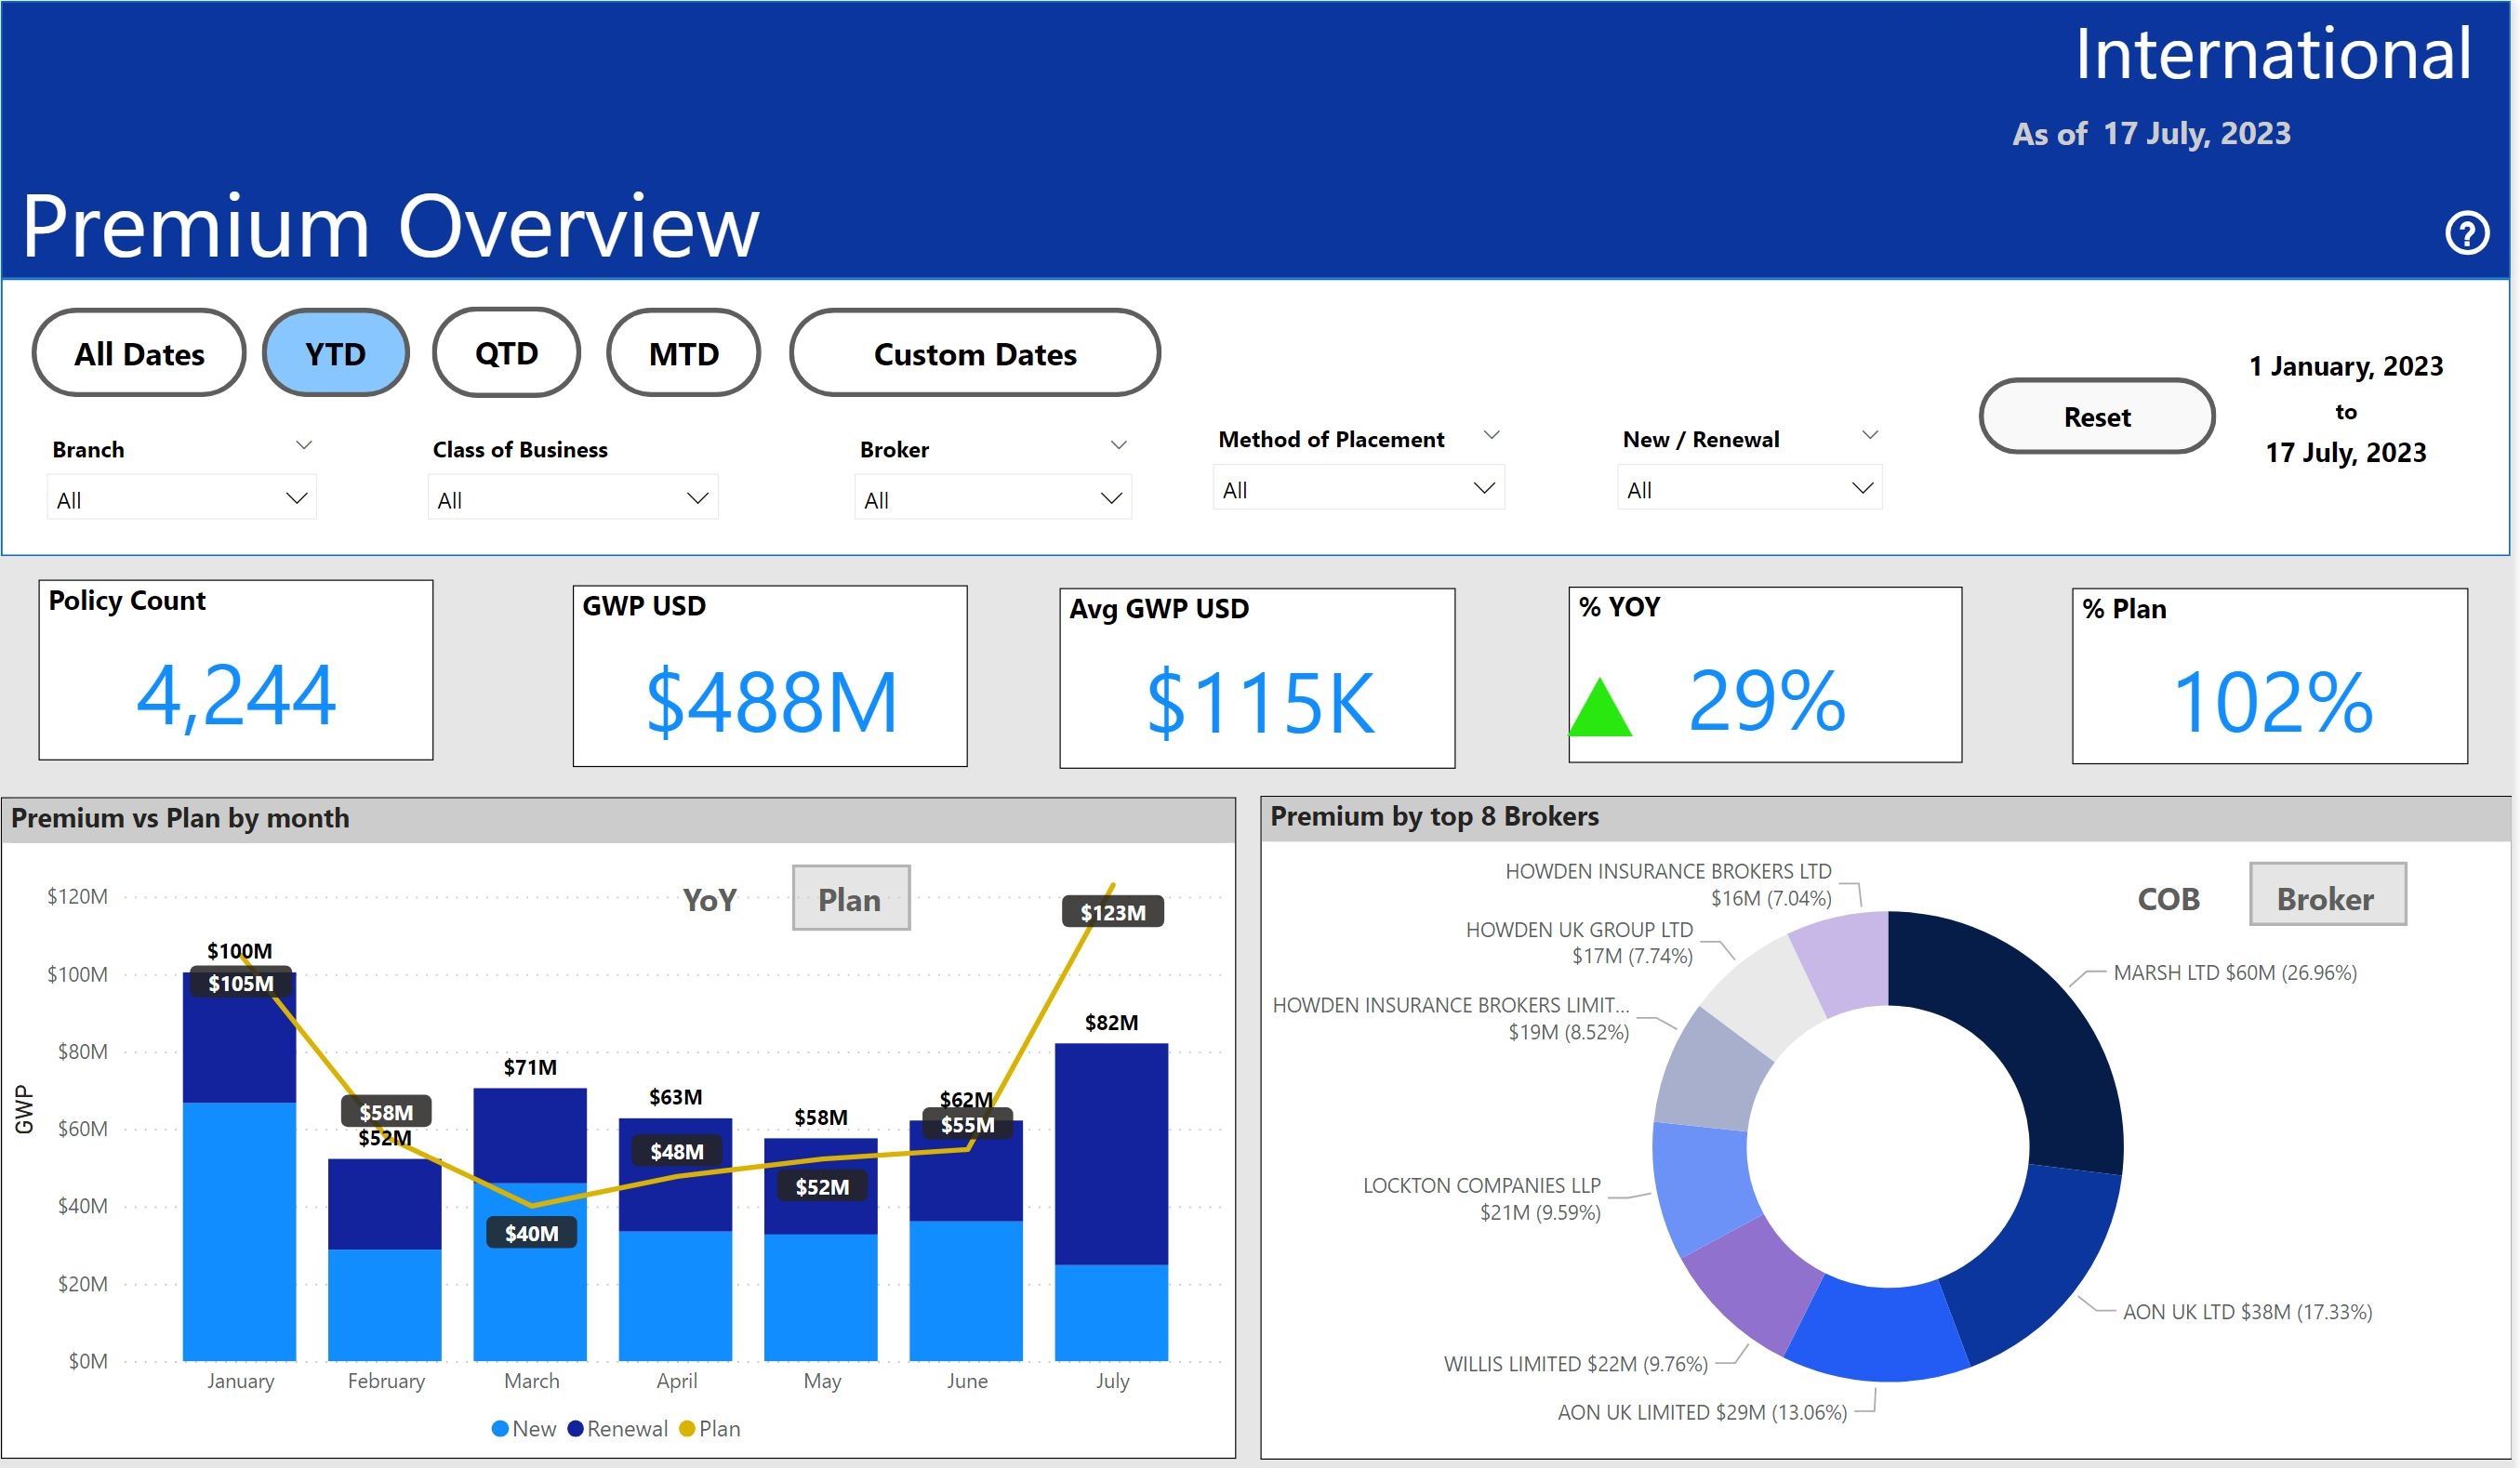 International
As of 17 July, 2023
Premium Overview
?
All Dates
YTD
QTD
MTD
Custom Dates
Reset
1 January, 2023
to
17 July, 2023
Branch
Class of Business
Broker
Method of Placement
New / Renewal
All
All
All
All
All
Policy Count
4,244
GWP USD
$488M
Avg GWP USD
$115K
% YOY
29%
% Plan
102%
Premium vs Plan by month
YoY
Plan
GWP
$120M
$100M
$80M
$60M
$40M
$20M
$0M
$100M
$105M
$58M
$52M
$71M
$40M
$63M
$48M
$58M
$52M
$62M
$55M
$123M
$82M
January
February
March
April
May
June
July
New
Renewal
Plan
Premium by top 8 Brokers
COB
Broker
HOWDEN INSURANCE BROKERS LTD
$16M (7.04%)
HOWDEN UK GROUP LTD
$17M (7.74%)
HOWDEN INSURANCE BROKERS LIMIT...
$19M (8.52%)
LOCKTON COMPANIES LLP
$21M (9.59%)
WILLIS LIMITED $22M (9.76%)
AON UK LIMITED $29M (13.06%)
MARSH LTD $60M (26.96%)
AON UK LTD $38M (17.33%)